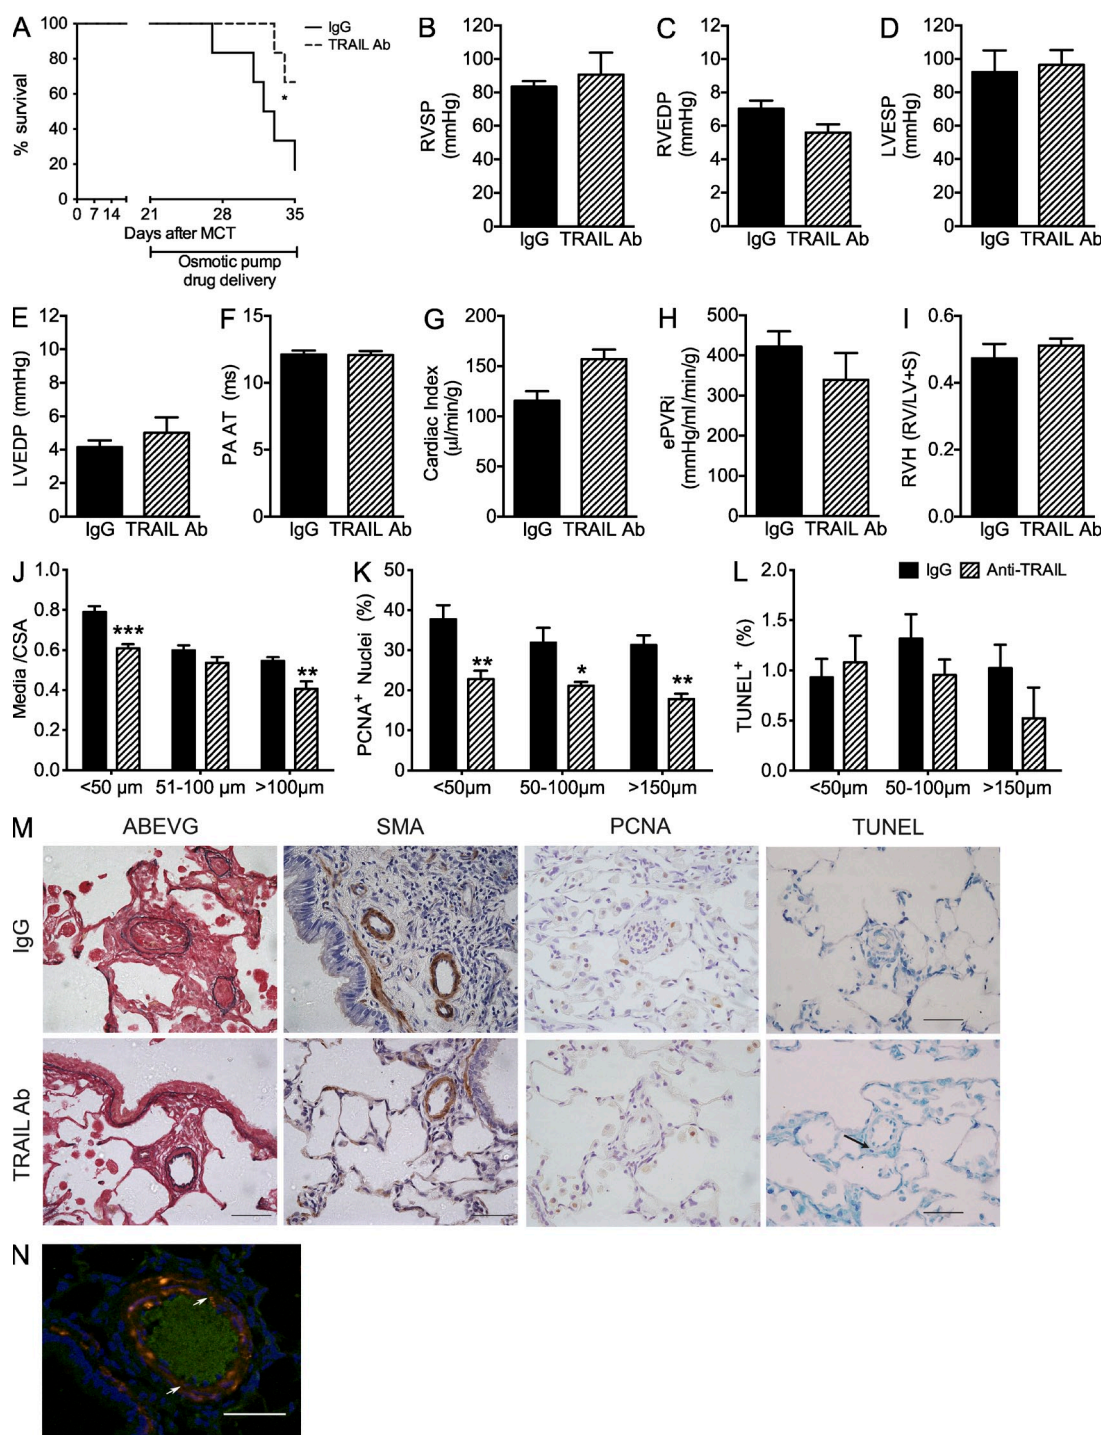 A
IgG
TRAIL Ab
% survival
100
80
60
40
20
0
*
0 7 14 21 28 35
Days after MCT
Osmotic pump
drug delivery
B
RVSP
(mmHg)
120
100
80
60
40
20
0
IgG TRAIL Ab
C
RVEDP
(mmHg)
12
10
8
6
4
2
0
IgG TRAIL Ab
D
LVESP
(mmHg)
120
100
80
60
40
20
0
IgG TRAIL Ab
E
LVEDP (mmHg)
12
10
8
6
4
2
0
IgG TRAIL Ab
F
PA AT (ms)
15
10
5
0
IgG TRAIL Ab
G
Cardiac Index
(µl/min/g)
200
150
100
50
0
IgG TRAIL Ab
H
ePVRi
(mmHg/ml/min/g)
500
400
300
200
100
0
IgG TRAIL Ab
I
RVH (RV/LV+S)
0.6
0.4
0.2
0.0
IgG TRAIL Ab
J
Media /CSA
1.0
0.8
0.6
0.4
0.2
0.0
***
**
<50 µm 51-100 µm >100µm
K
PCNA+ Nuclei (%)
50
40
30
20
10
0
**
*
**
<50µm 50-100µm >150µm
L
IgG Anti-TRAIL
TUNEL+ (%)
2.0
1.5
1.0
0.5
0.0
<50µm 50-100µm >150µm
M
ABEVG SMA PCNA TUNEL
IgG
TRAIL Ab
N